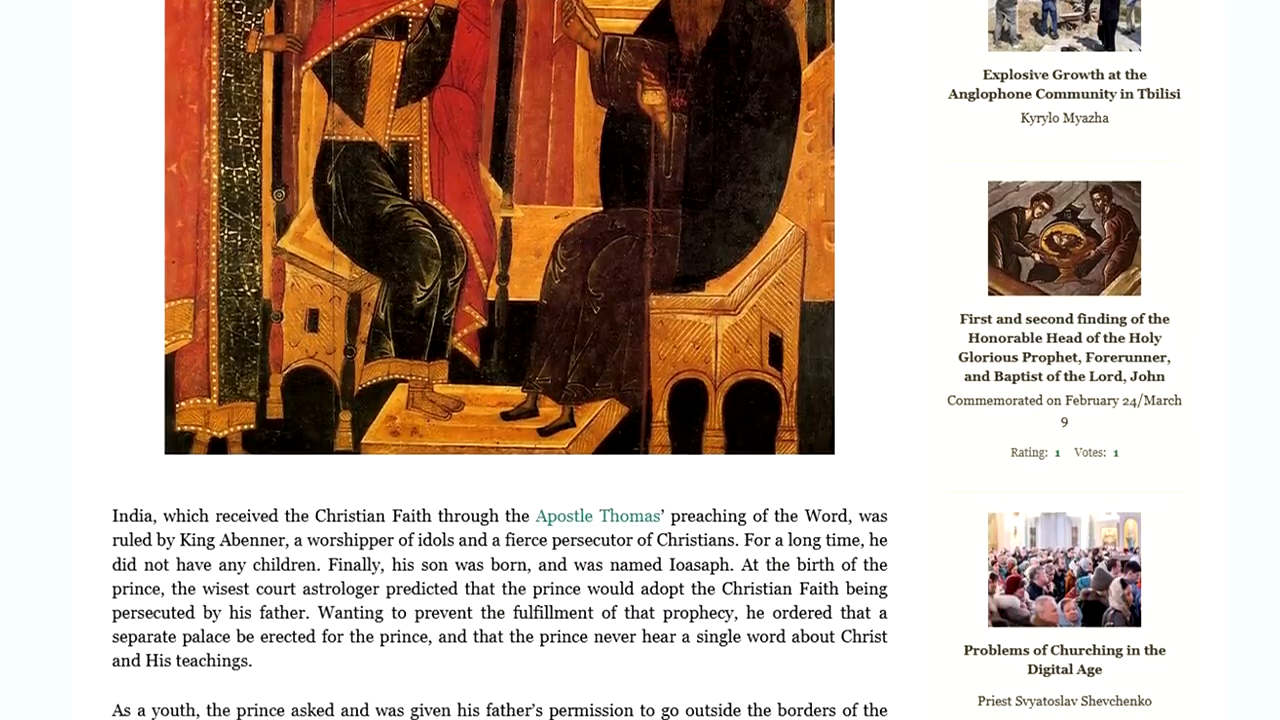 India, which received the Christian Faith through the Apostle Thomas’ preaching of the Word, was
ruled by King Abenner, a worshipper of idols and a fierce persecutor of Christians. For a long time, he
did not have any children. Finally, his son was born, and was named Ioasaph. At the birth of the
prince, the wisest court astrologer predicted that the prince would adopt the Christian Faith being
persecuted by his father. Wanting to prevent the fulfillment of that prophecy, he ordered that a
separate palace be erected for the prince, and that the prince never hear a single word about Christ
and His teachings.
As a youth, the prince asked and was given his father’s permission to go outside the borders of the
Explosive Growth at the
Anglophone Community in Tbilisi
Kyrylo Myazha
First and second finding of the
Honorable Head of the Holy
Glorious Prophet, Forerunner,
and Baptist of the Lord, John
Commemorated on February 24/March
9
Rating: 1 Votes: 1
Problems of Churching in the
Digital Age
Priest Svyatoslav Shevchenko